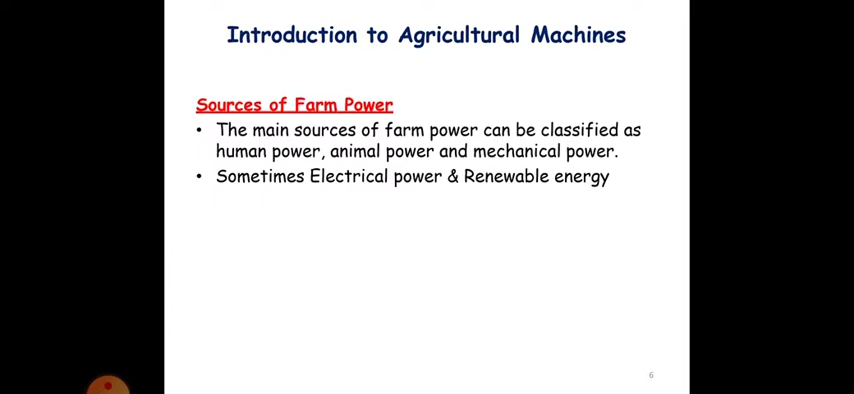 Introduction to Agricultural Machines
Sources of Farm Power
• The main sources of farm power can be classified as
human power, animal power and mechanical power.
• Sometimes Electrical power & Renewable energy
6